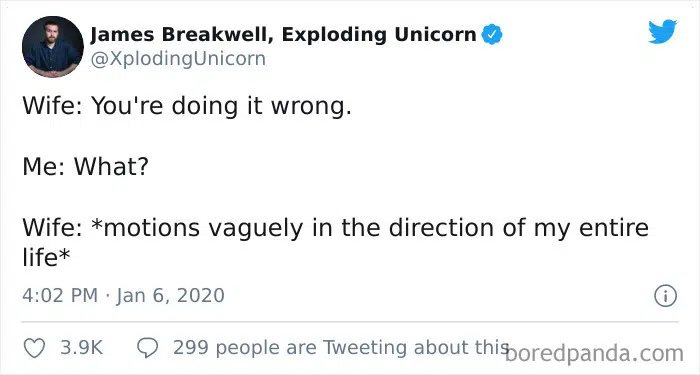 James Breakwell, Exploding Unicorn
@XplodingUnicorn
Wife: You're doing it wrong.
Me: What?
Wife: *motions vaguely in the direction of my entire
life*
4:02 PM · Jan 6, 2020
3.9K 299 people are Tweeting about this
boredpanda.com